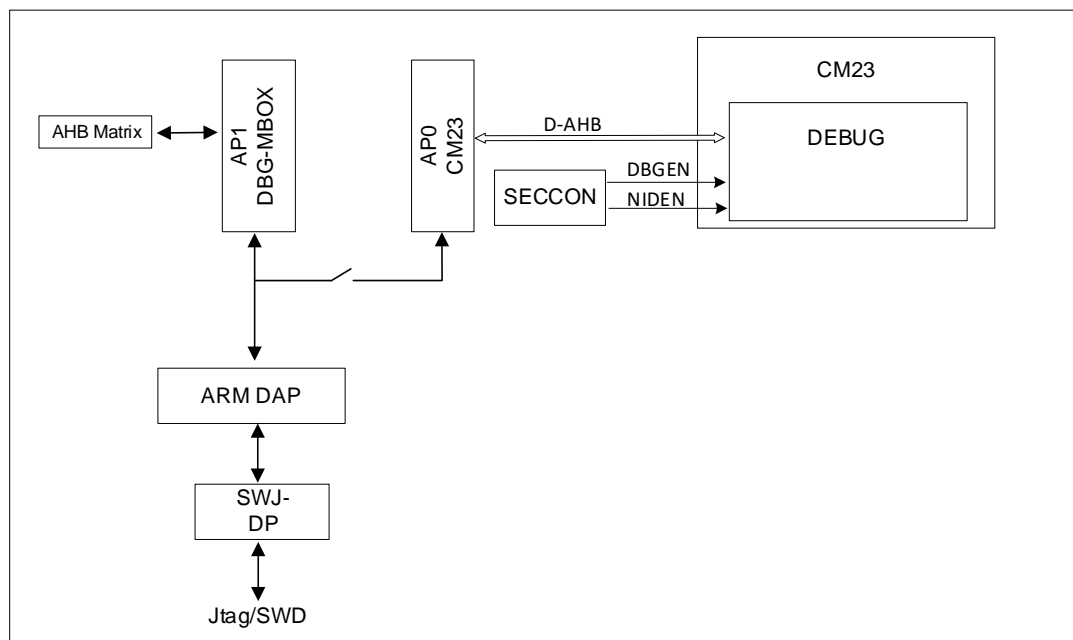 CM23
DEBUG
AHB Matrix
AP1
DBG-MBOX
AP0
CM23
D-AHB
SECCON
DBGEN
NIDEN
ARM DAP
SWJ-
DP
Jtag/SWD